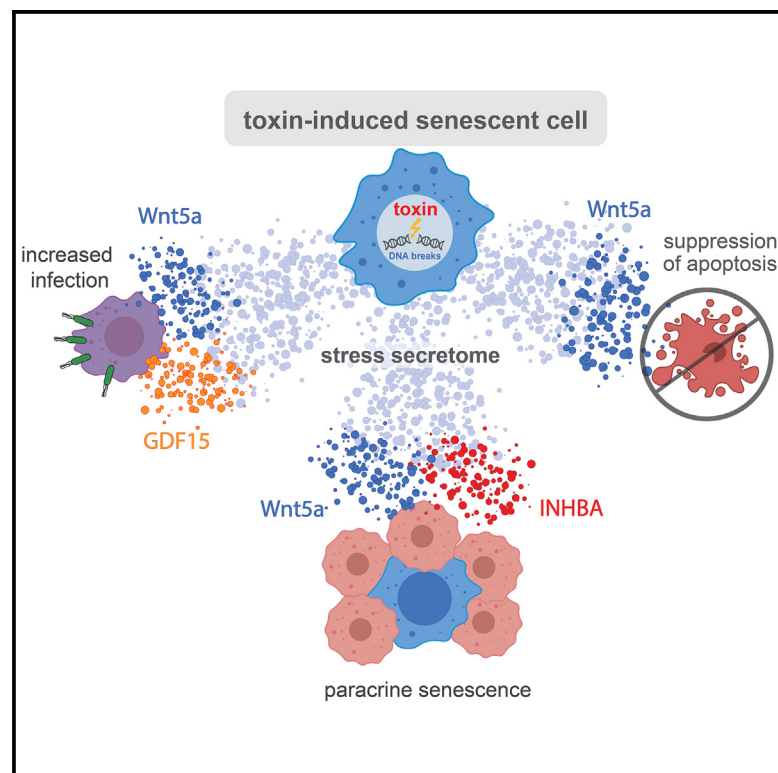 toxin-induced senescent cell
toxin
DNA breaks
Wnt5a
increased
infection
Wnt5a
suppression
of apoptosis
stress secretome
GDF15
Wnt5a
INHBA
paracrine senescence